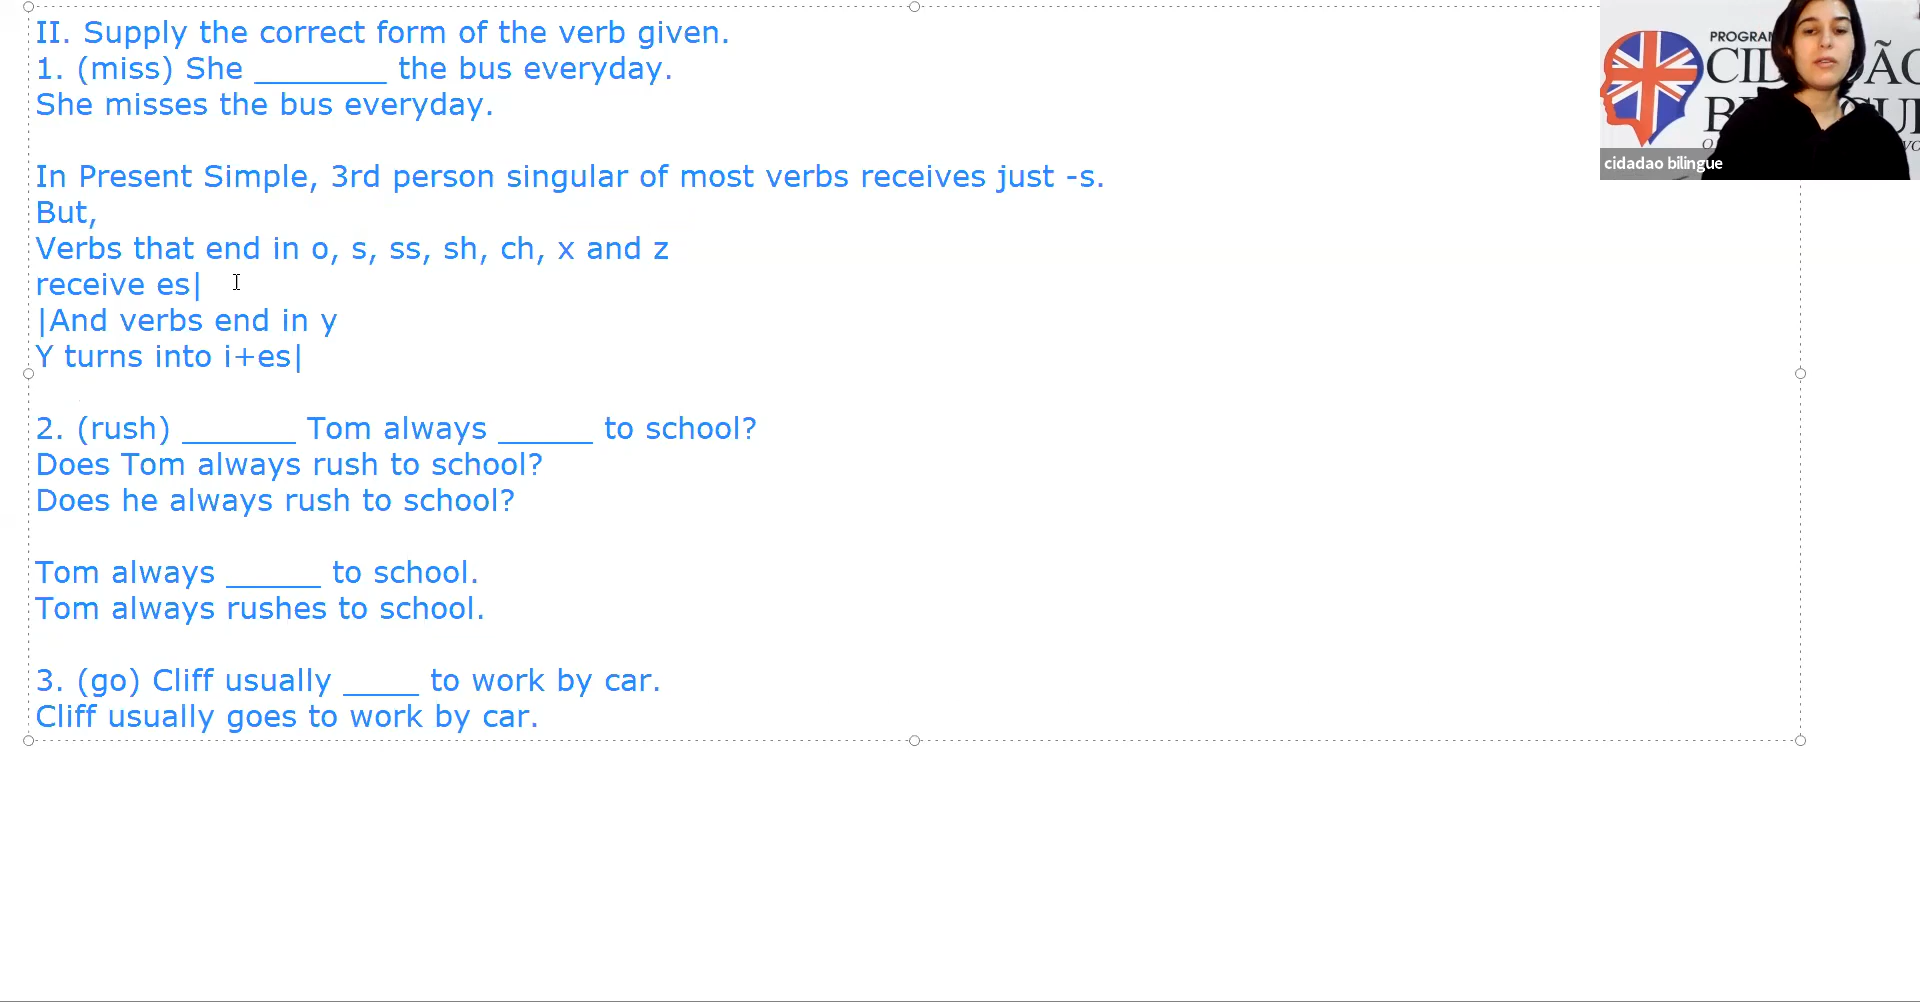 II. Supply the correct form of the verb given.
1. (miss) She _______ the bus everyday.
She misses the bus everyday.
In Present Simple, 3rd person singular of most verbs receives just -s.
But,
Verbs that end in o, s, ss, sh, ch, x and z
receive es|
|And verbs end in y
Y turns into i+es|
2. (rush) ______ Tom always _____ to school?
Does Tom always rush to school?
Does he always rush to school?
Tom always _____ to school.
Tom always rushes to school.
3. (go) Cliff usually ____ to work by car.
Cliff usually goes to work by car.
cidadao bilingue